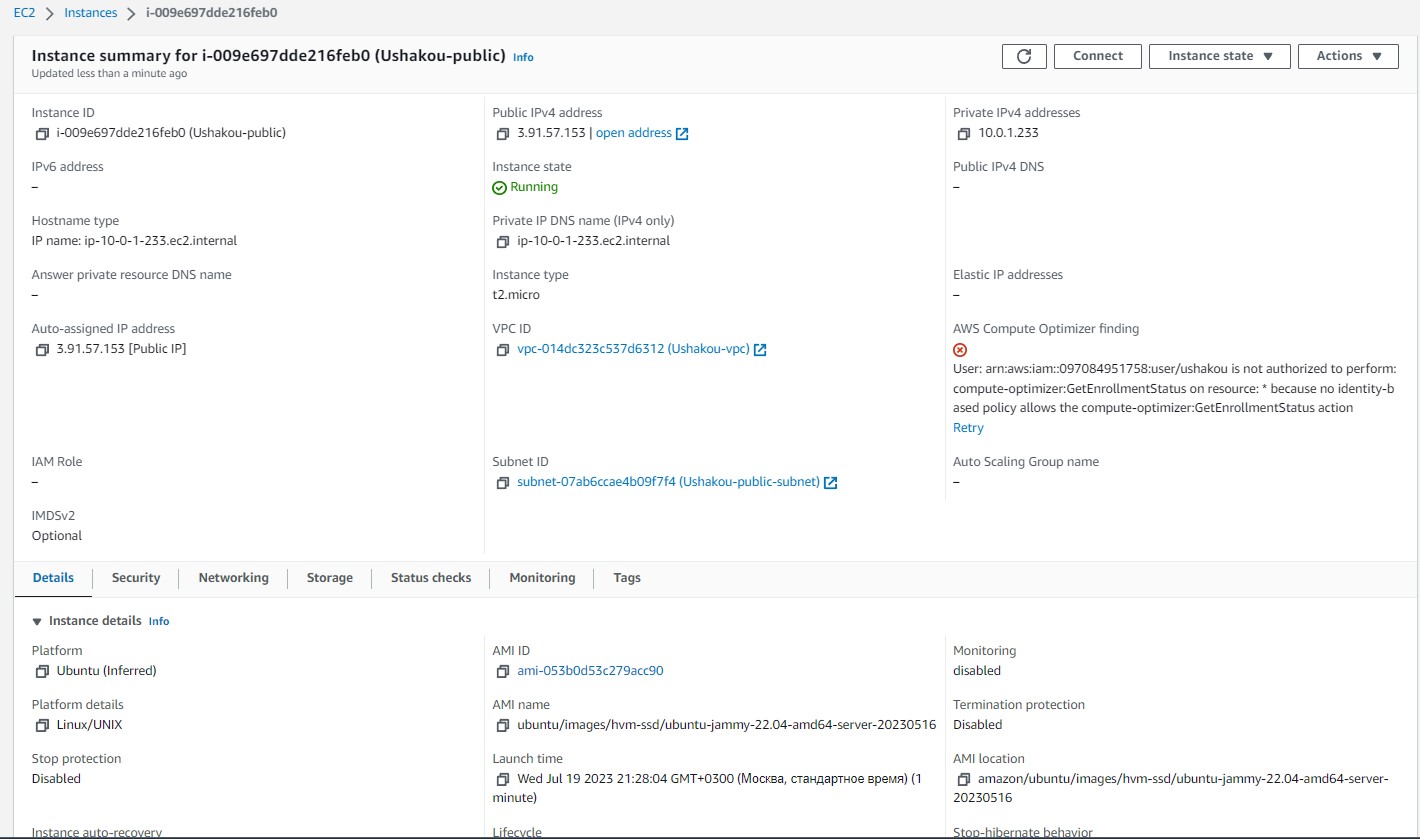 EC2 > Instances > i-009e697dde216feb0
Instance summary for i-009e697dde216feb0 (Ushakou-public) Info
Updated less than a minute ago
Connect
Instance state
Actions
Instance ID
i-009e697dde216feb0 (Ushakou-public)
Public IPv4 address
3.91.57.153 | open address
Private IPv4 addresses
10.0.1.233
IPv6 address
–
Instance state
Running
Public IPv4 DNS
–
Hostname type
IP name: ip-10-0-1-233.ec2.internal
Private IP DNS name (IPv4 only)
ip-10-0-1-233.ec2.internal
Answer private resource DNS name
–
Instance type
t2.micro
Elastic IP addresses
–
Auto-assigned IP address
3.91.57.153 [Public IP]
VPC ID
vpc-014dc323c537d6312 (Ushakou-vpc)
AWS Compute Optimizer finding
User: arn:aws:iam::097084951758:user/ushakou is not authorized to perform:
compute-optimizer:GetEnrollmentStatus on resource: * because no identity-b
ased policy allows the compute-optimizer:GetEnrollmentStatus action
Retry
IAM Role
–
Subnet ID
subnet-07ab6ccae4b09f7f4 (Ushakou-public-subnet)
Auto Scaling Group name
–
IMDSv2
Optional
Details
Security
Networking
Storage
Status checks
Monitoring
Tags
Instance details Info
Platform
Ubuntu (Inferred)
AMI ID
ami-053b0d53c279acc90
Monitoring
disabled
Platform details
Linux/UNIX
AMI name
ubuntu/images/hvm-ssd/ubuntu-jammy-22.04-amd64-server-20230516
Termination protection
Disabled
Stop protection
Disabled
Launch time
Wed Jul 19 2023 21:28:04 GMT+0300 (Москва, стандартное время) (1
minute)
AMI location
amazon/ubuntu/images/hvm-ssd/ubuntu-jammy-22.04-amd64-server-
20230516
Instance auto-recovery
Lifecycle
Stop-hibernate behavior